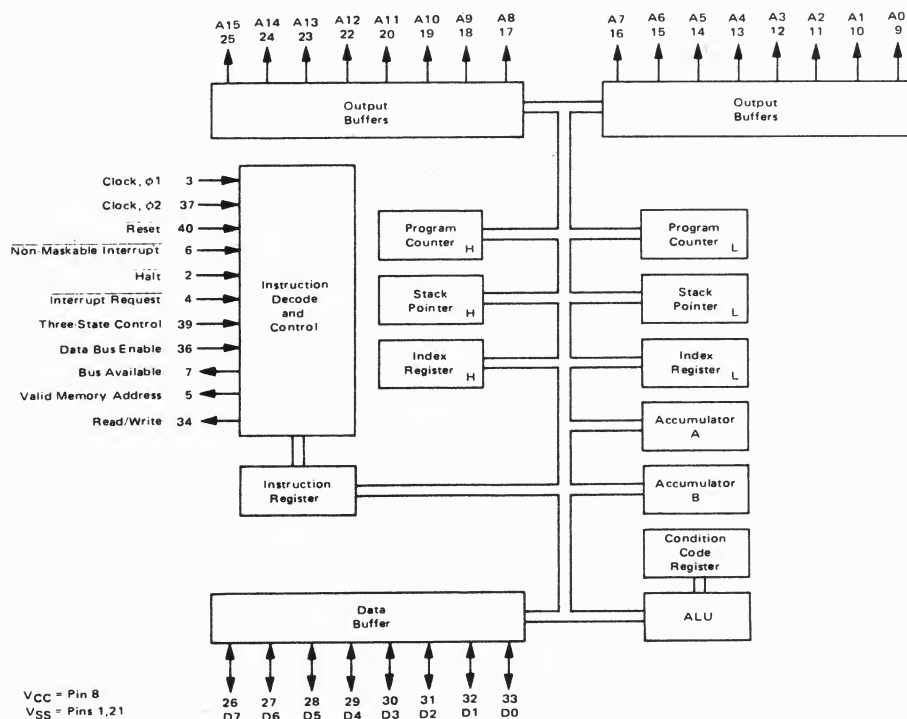 A15 A14 A13 A12 A11 A10 A9 A8 A7 A6 A5 A4 A3 A2 A1 A0
25 24 23 22 20 19 18 17 16 15 14 13 12 11 10 9
Output
Buffers
Output
Buffers
Clock, ϕ1 3
Clock, ϕ2 37
Reset 40
Non-Maskable Interrupt 6
Halt 2
Interrupt Request 4
Three-State Control 39
Data Bus Enable 36
Bus Available 7
Valid Memory Address 5
Read/Write 34
Instruction
Decode
and
Control
Program
Counter H
Program
Counter L
Stack
Pointer H
Stack
Pointer L
Index
Register H
Index
Register L
Accumulator
A
Instruction
Register
Accumulator
B
Condition
Code
Register
Data
Buffer
ALU
26 27 28 29 30 31 32 33
D7 D6 D5 D4 D3 D2 D1 D0
VCC = Pin 8
VSS = Pins 1,21